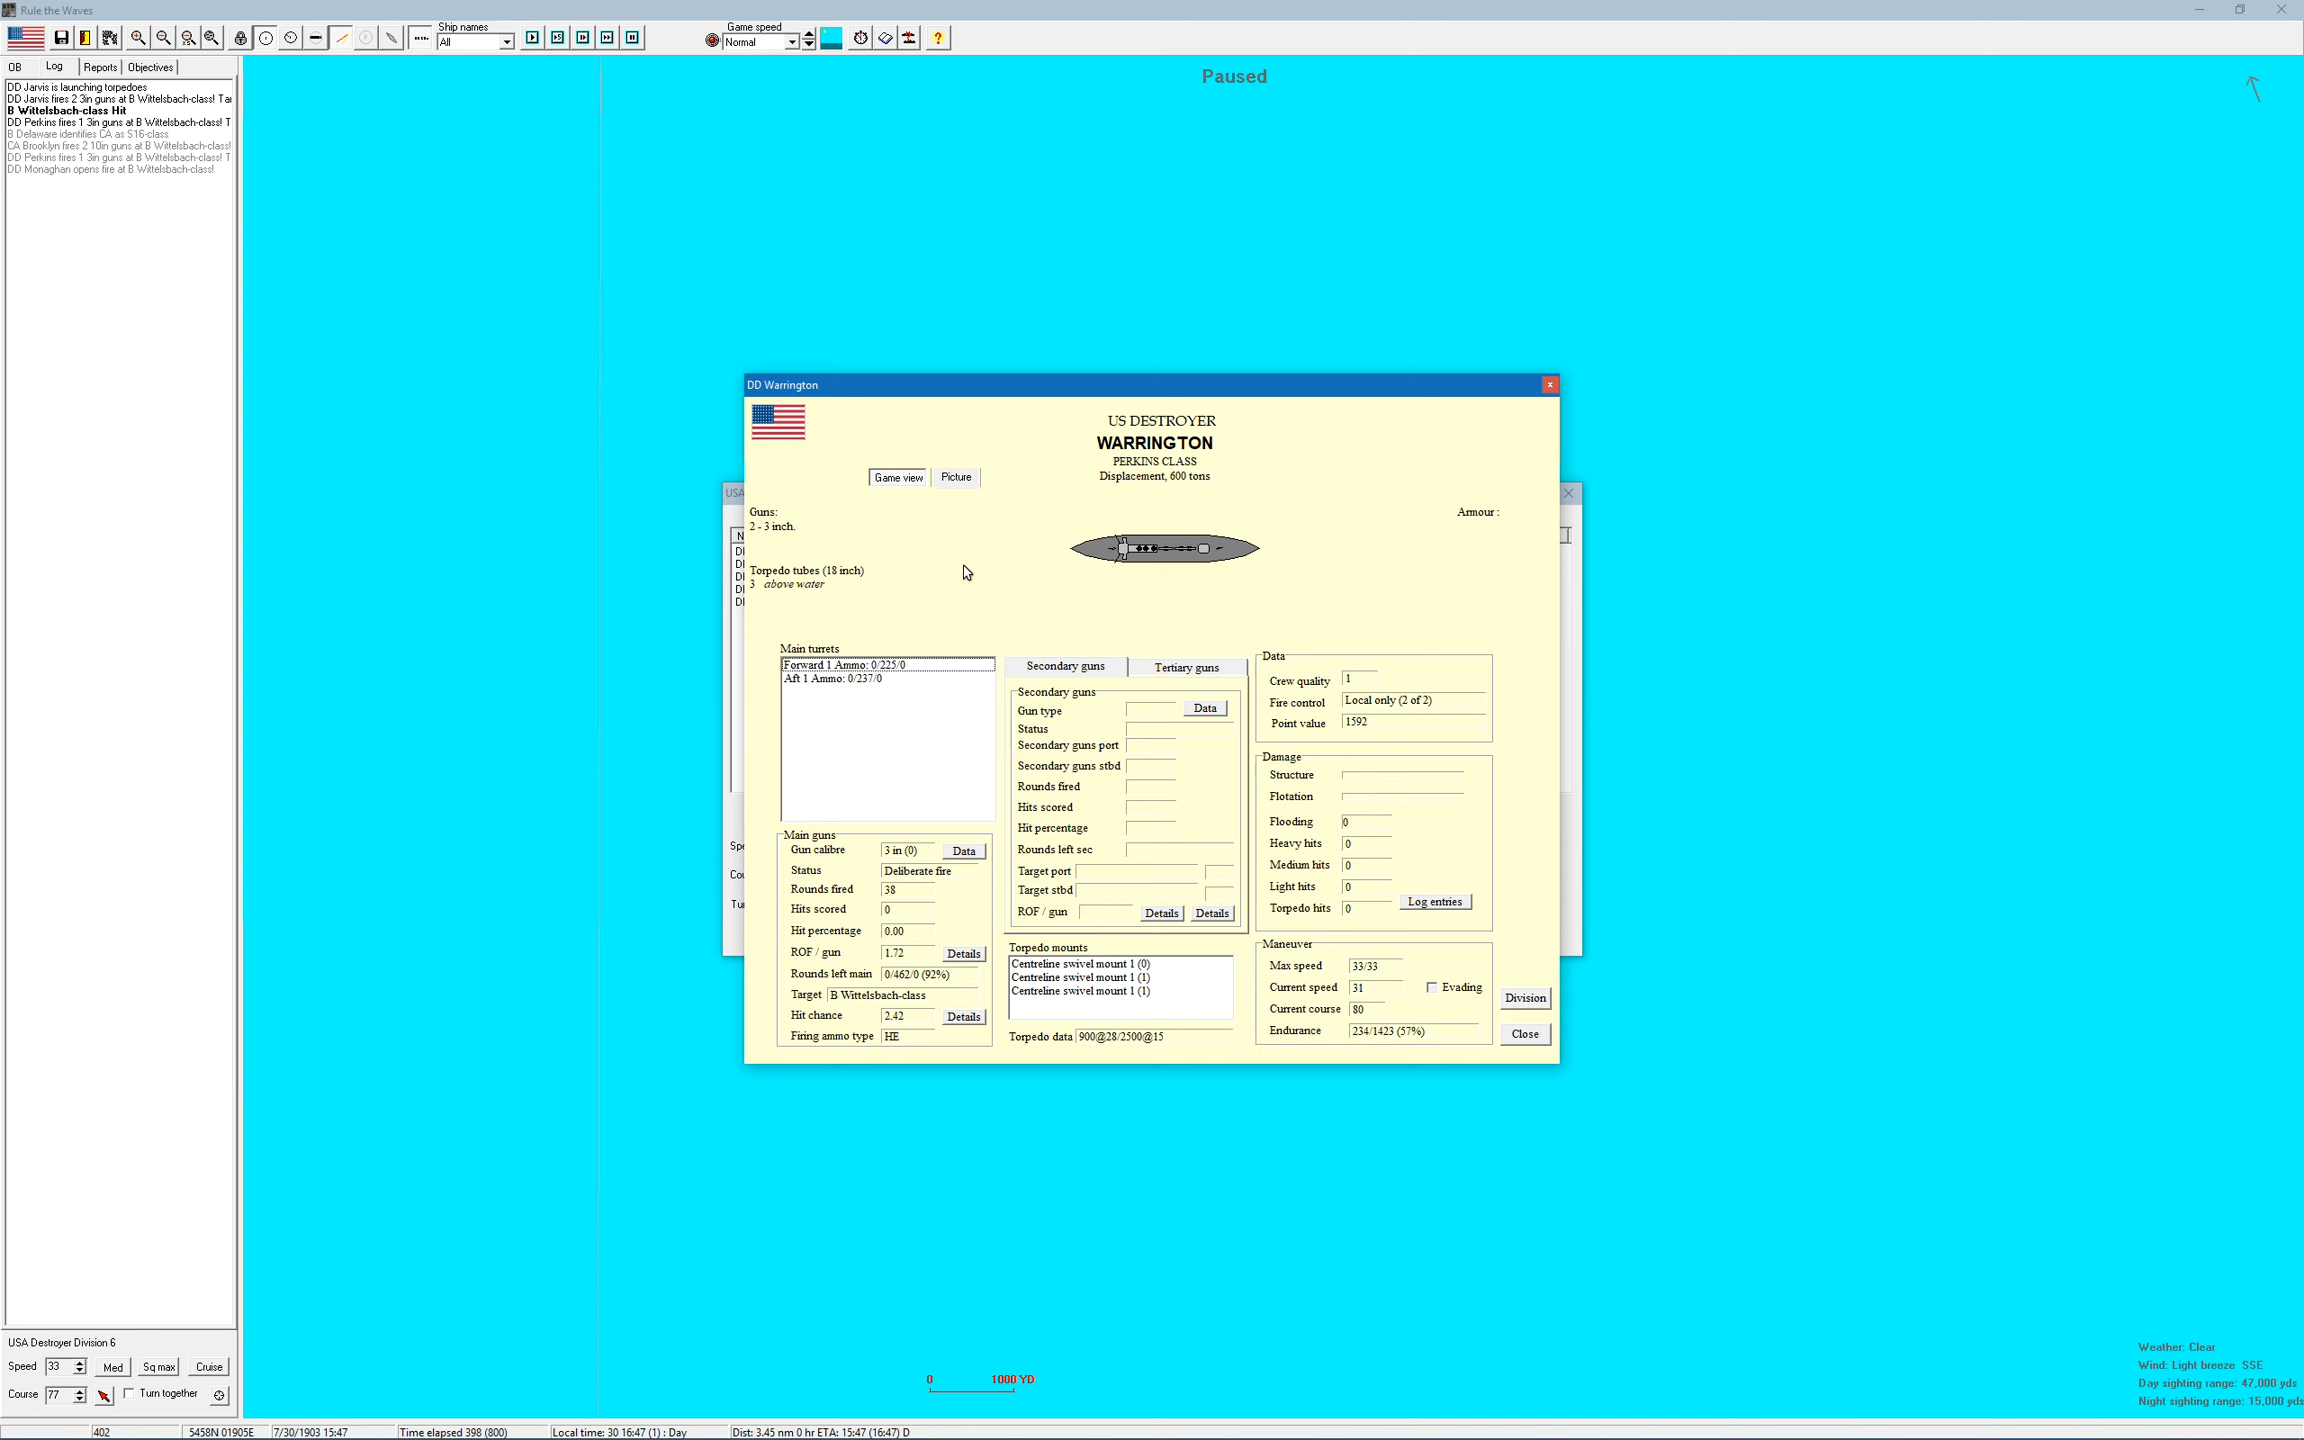 Rule the Waves
Ship names
All
Game speed
Normal
OB
Log
Reports
Objectives
Paused
DD Jarvis is launching torpedoes
DD Jarvis fires 2 3in guns at B Wittelsbach-class! Ta
B Wittelsbach-class Hit
DD Perkins fires 1 3in guns at B Wittelsbach-class! T
B Delaware identifies CA as S16-class
CA Brooklyn fires 2 10in guns at B Wittelsbach-class!
DD Perkins fires 1 3in guns at B Wittelsbach-class! T
DD Monaghan opens fire at B Wittelsbach-class!
DD Warrington
US DESTROYER
WARRINGTON
PERKINS CLASS
Displacement, 600 tons
Game view
Picture
USA
Guns:
2 - 3 inch.
Armour :
Torpedo tubes (18 inch)
3 above water
Main turrets
Forward 1 Ammo: 0/225/0
Aft 1 Ammo: 0/237/0
Main guns
Gun calibre 3 in (0) Data
Status Deliberate fire
Rounds fired 38
Hits scored 0
Hit percentage 0.00
ROF / gun 1.72 Details
Rounds left main 0/462/0 (92%)
Target B Wittelsbach-class
Hit chance 2.42 Details
Firing ammo type HE
Secondary guns
Tertiary guns
Secondary guns
Gun type Data
Status
Secondary guns port
Secondary guns stbd
Rounds fired
Hits scored
Hit percentage
Rounds left sec
Target port
Target stbd
ROF / gun Details Details
Torpedo mounts
Centreline swivel mount 1 (0)
Centreline swivel mount 1 (1)
Centreline swivel mount 1 (1)
Torpedo data 900@28/2500@15
Data
Crew quality 1
Fire control Local only (2 of 2)
Point value 1592
Damage
Structure
Flotation
Flooding 0
Heavy hits 0
Medium hits 0
Light hits 0
Torpedo hits 0 Log entries
Maneuver
Max speed 33/33
Current speed 31 Evading
Current course 80
Endurance 234/1423 (57%)
Division
Close
USA Destroyer Division 6
Speed 33 Med Sq max Cruise
Course 77 Turn together
0 1000 YD
Weather: Clear
Wind: Light breeze SSE
Day sighting range: 47,000 yds
Night sighting range: 15,000 yds
402
5458N 01905E
7/30/1903 15:47
Time elapsed 398 (800)
Local time: 30 16:47 (1) : Day
Dist: 3.45 nm 0 hr ETA: 15:47 (16:47) D